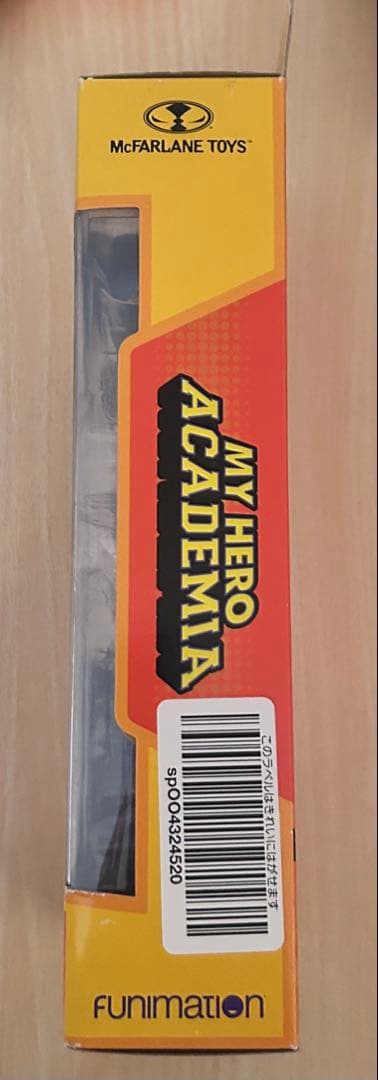 McFARLANE TOYS™
MY HERO
ACADEMIA
このラベルはきれいにはがせます
spOO4324520
FUNIMATION